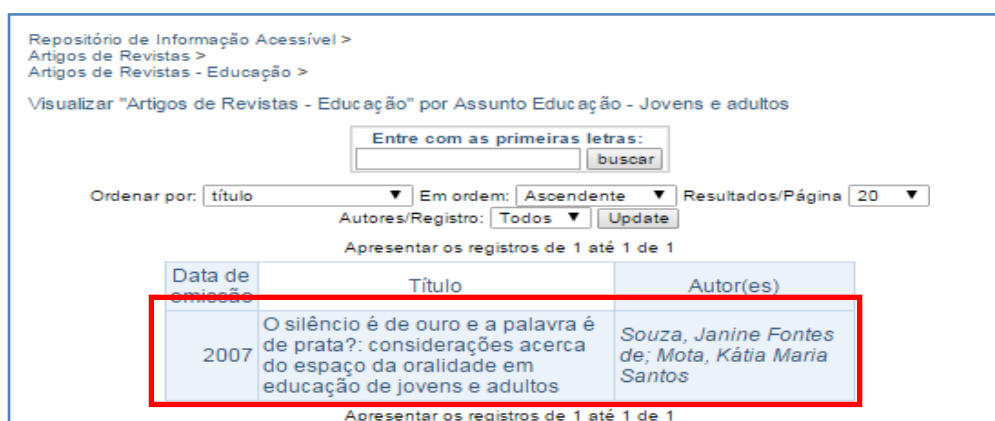 Repositório de Informação Acessível >
Artigos de Revistas >
Artigos de Revistas - Educação >
Visualizar "Artigos de Revistas - Educação" por Assunto Educação - Jovens e adultos
Entre com as primeiras letras:
buscar
Ordenar por: título ▼ Em ordem: Ascendente ▼ Resultados/Página 20 ▼
Autores/Registro: Todos ▼ Update
Apresentar os registros de 1 até 1 de 1
Data de emissão Título Autor(es)
O silêncio é de ouro e a palavra é
de prata?: considerações acerca
do espaço da oralidade em
educação de jovens e adultos
2007
Souza, Janine Fontes
de; Mota, Kátia Maria
Santos
Apresentar os registros de 1 até 1 de 1